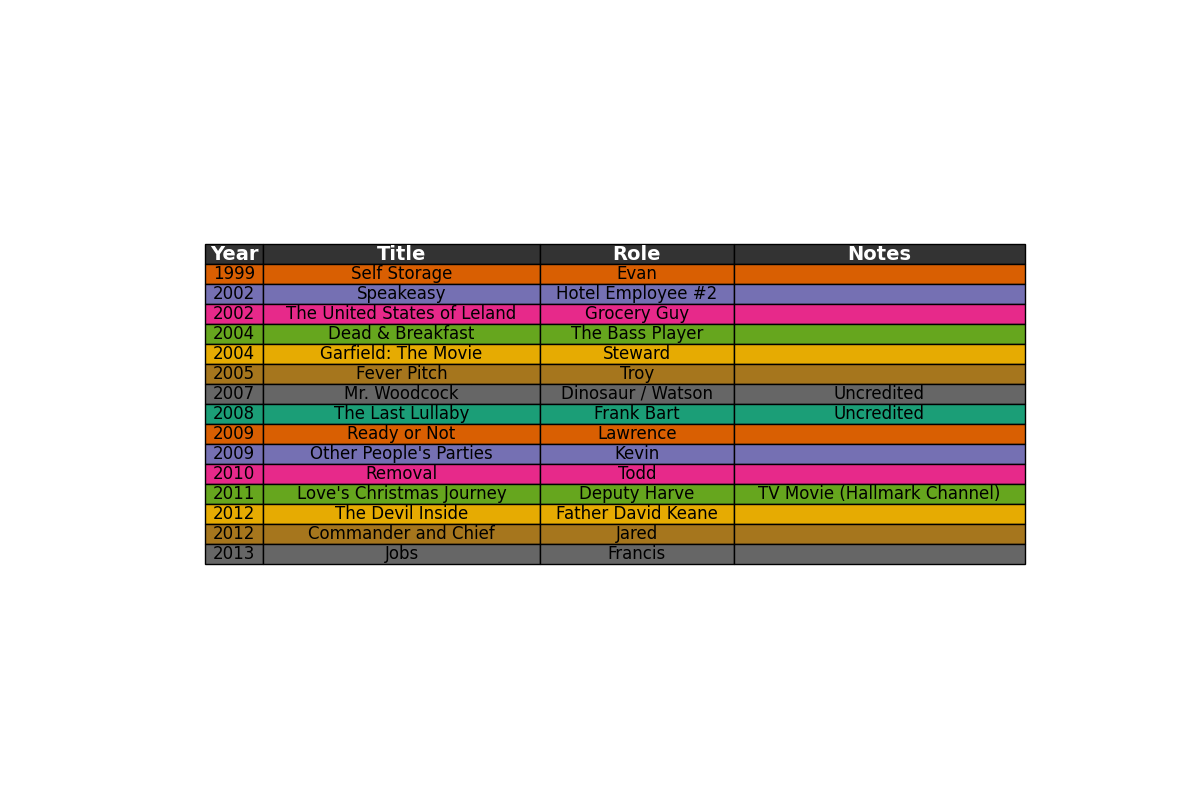 Year Title Role Notes
1999 Self Storage Evan
2002 Speakeasy Hotel Employee #2
2002 The United States of Leland Grocery Guy
2004 Dead & Breakfast The Bass Player
2004 Garfield: The Movie Steward
2005 Fever Pitch Troy
2007 Mr. Woodcock Dinosaur / Watson Uncredited
2008 The Last Lullaby Frank Bart Uncredited
2009 Ready or Not Lawrence
2009 Other People's Parties Kevin
2010 Removal Todd
2011 Love's Christmas Journey Deputy Harve TV Movie (Hallmark Channel)
2012 The Devil Inside Father David Keane
2012 Commander and Chief Jared
2013 Jobs Francis